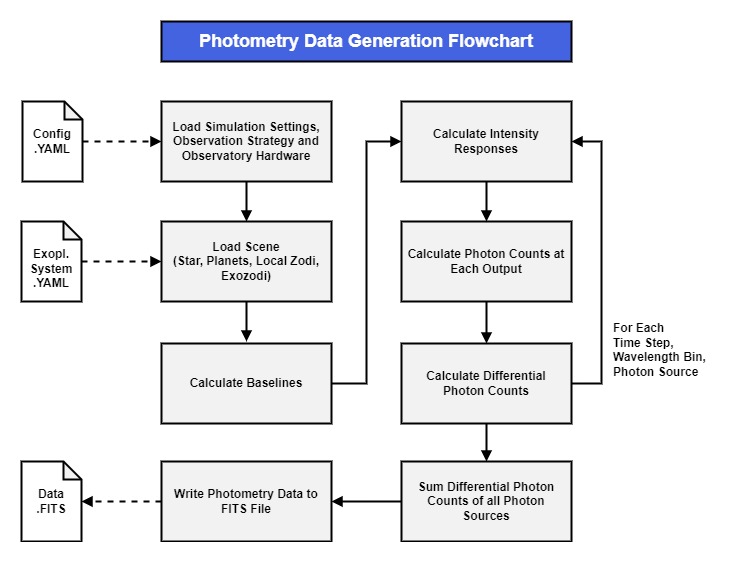 Photometry Data Generation Flowchart
Config
.YAML
Load Simulation Settings,
Observation Strategy and
Observatory Hardware
Calculate Intensity
Responses
Exopl.
System
.YAML
Load Scene
(Star, Planets, Local Zodi,
Exozodi)
Calculate Photon Counts at
Each Output
Calculate Baselines
Calculate Differential
Photon Counts
For Each
Time Step,
Wavelength Bin,
Photon Source
Data
.FITS
Write Photometry Data to
FITS File
Sum Differential Photon
Counts of all Photon
Sources